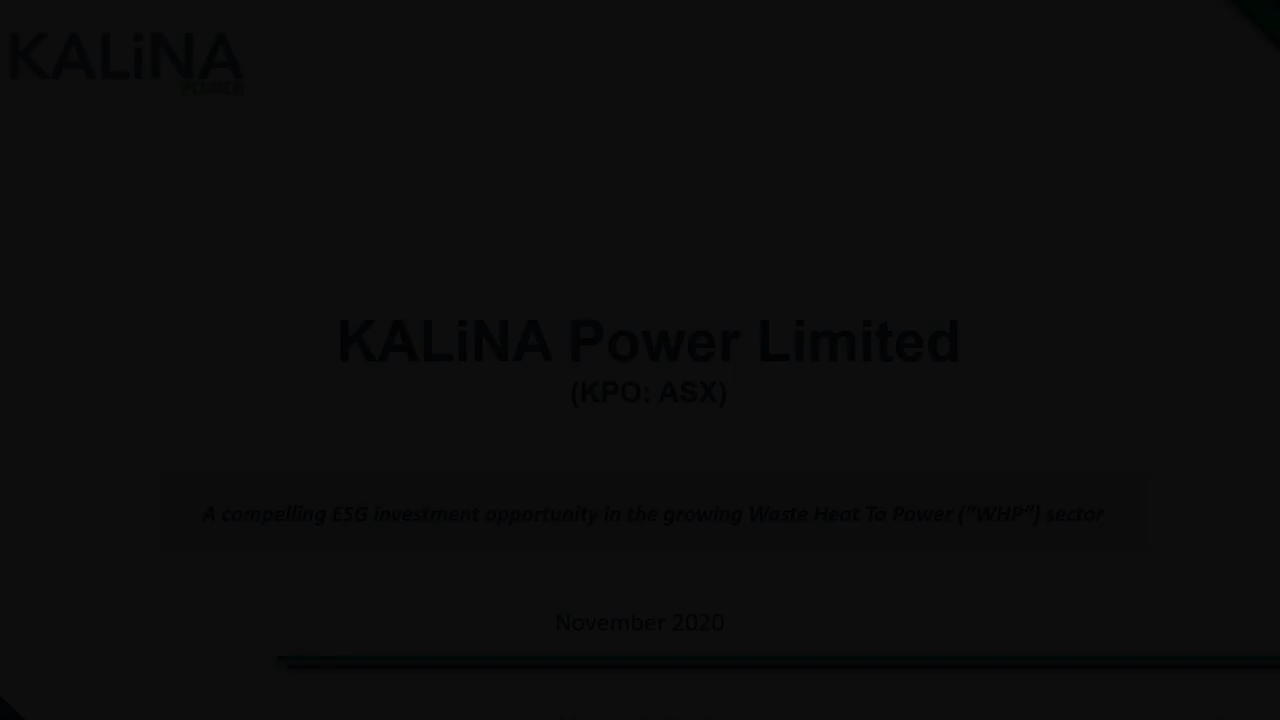 KALiNA
POWER
KALiNA Power Limited
(KPO: ASX)
A compelling ESG investment opportunity in the growing Waste Heat To Power ("WHP") sector
November 2020